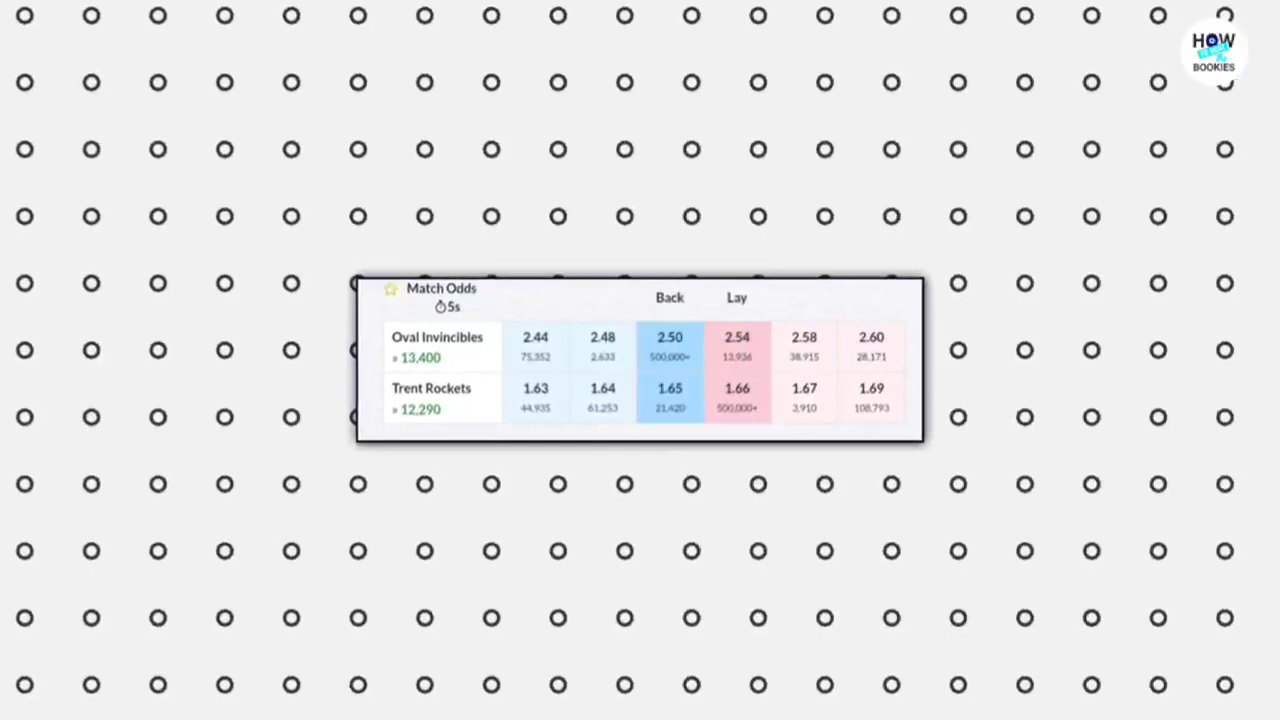 HOW
BOOKIES
Match Odds
5s
Back Lay
Oval Invincibles 2.44 2.48 2.50 2.54 2.58 2.60
» 13,400 75,352 2,633 500,000+ 13,936 38,915 28,171
Trent Rockets 1.63 1.64 1.65 1.66 1.67 1.69
» 12,290 44,935 61,253 21,420 500,000+ 3,910 108,793